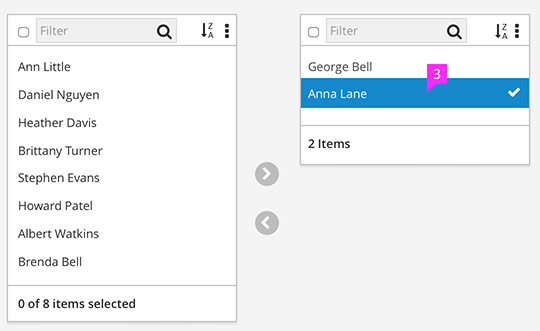 Filter
Z
A
Ann Little
Daniel Nguyen
Heather Davis
Brittany Turner
Stephen Evans
Howard Patel
Albert Watkins
Brenda Bell
0 of 8 items selected
Filter
Z
A
George Bell
3
Anna Lane
2 Items